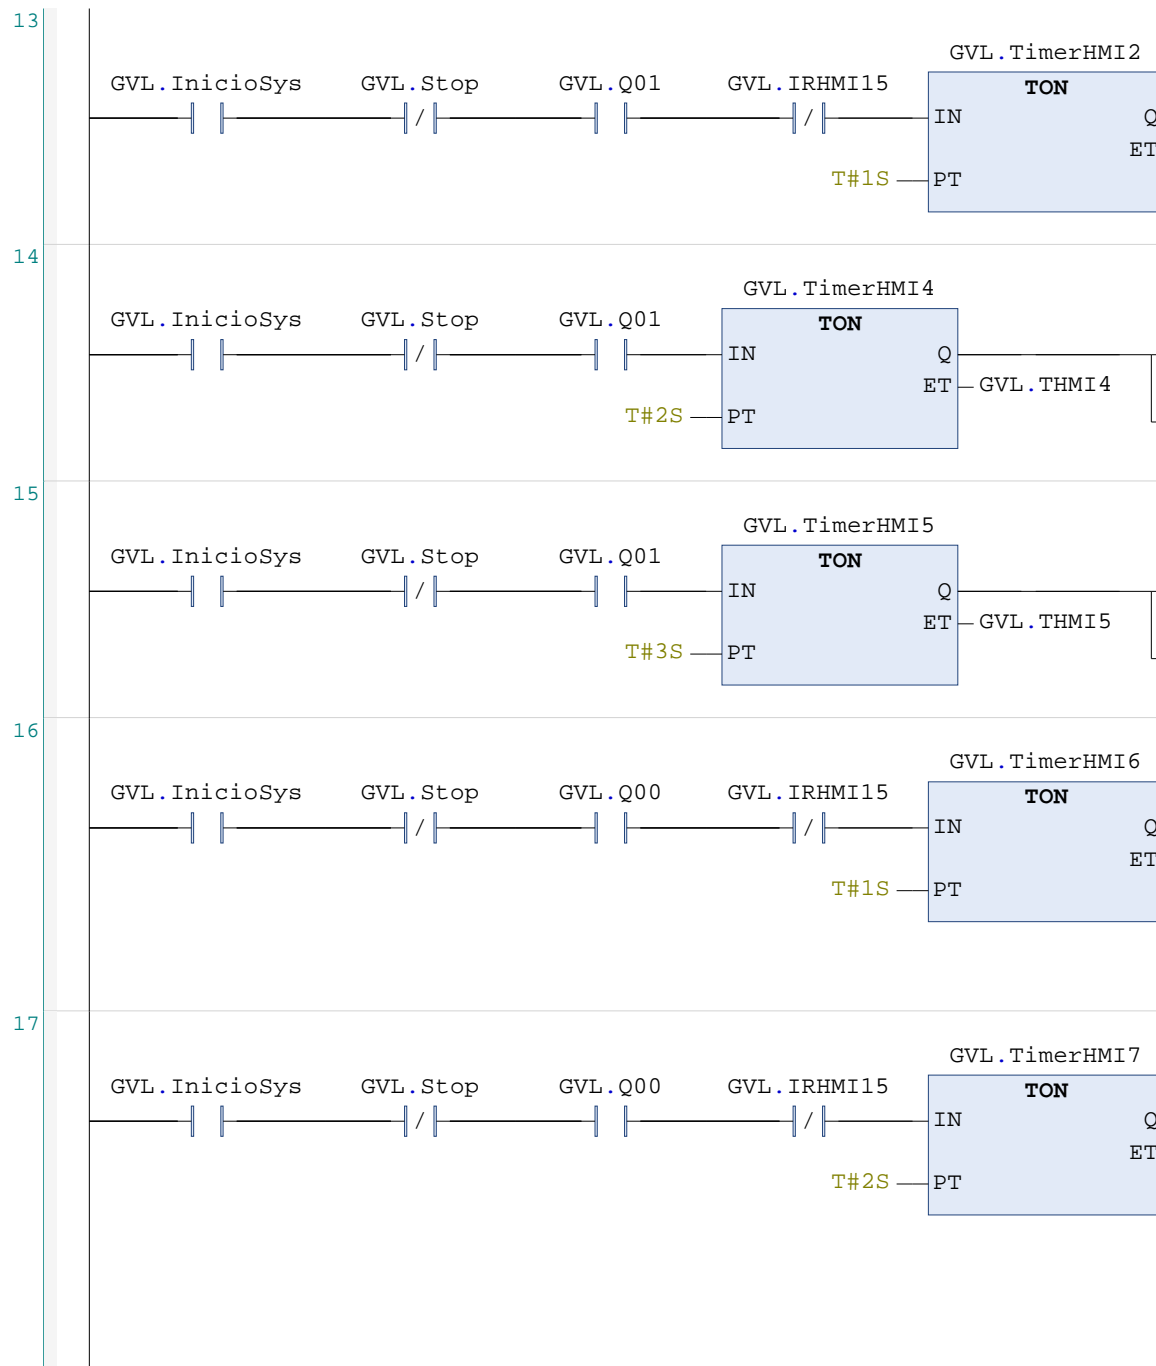 13
GVL.TimerHMI2
GVL.InicioSys GVL.Stop GVL.Q01 GVL.IRHMI15 TON
/ / IN Q
ET
T#1S PT
14
GVL.TimerHMI4
GVL.InicioSys GVL.Stop GVL.Q01 TON
/ IN Q
ET GVL.THMI4
T#2S PT
15
GVL.TimerHMI5
GVL.InicioSys GVL.Stop GVL.Q01 TON
/ IN Q
ET GVL.THMI5
T#3S PT
16
GVL.TimerHMI6
GVL.InicioSys GVL.Stop GVL.Q00 GVL.IRHMI15 TON
/ / IN Q
ET
T#1S PT
17
GVL.TimerHMI7
GVL.InicioSys GVL.Stop GVL.Q00 GVL.IRHMI15 TON
/ / IN Q
ET
T#2S PT